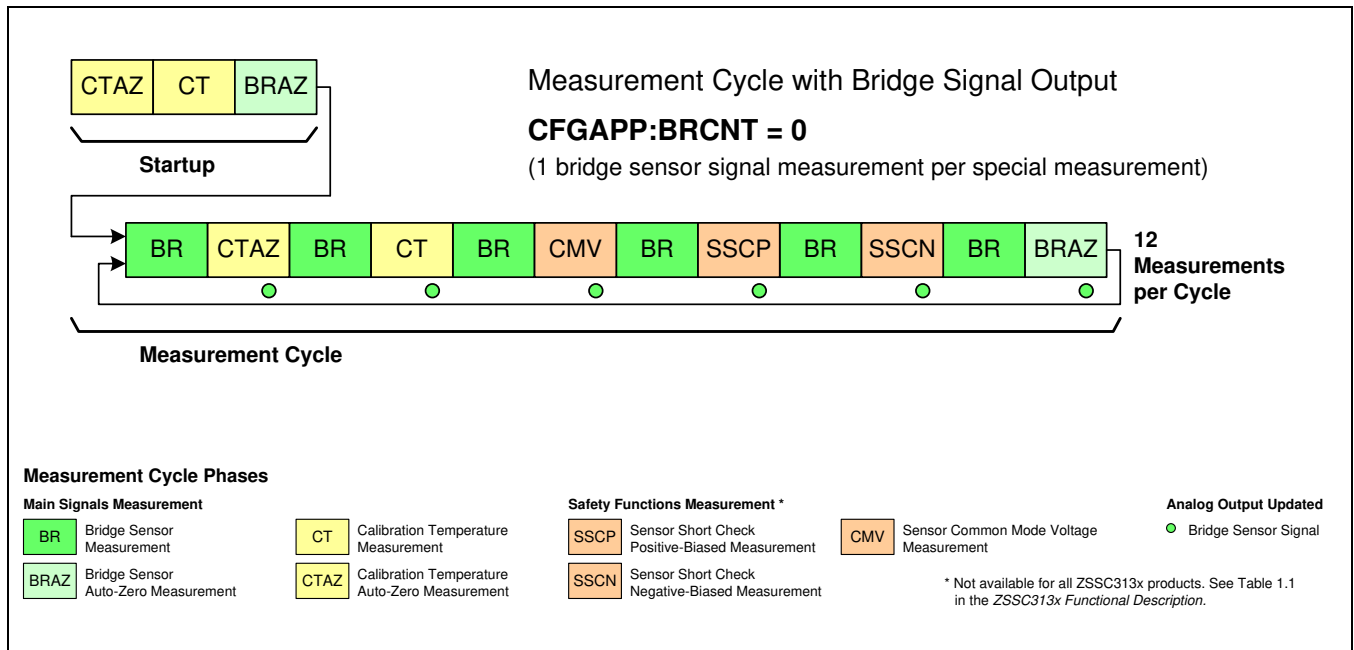 CTAZ CT BRAZ
Startup
Measurement Cycle with Bridge Signal Output
CFGAPP:BRCNT = 0
(1 bridge sensor signal measurement per special measurement)
BR CTAZ BR CT BR CMV BR SSCP BR SSCN BR BRAZ
12
Measurements
per Cycle
Measurement Cycle
Measurement Cycle Phases
Main Signals Measurement
BR
Bridge Sensor
Measurement
BRAZ
Bridge Sensor
Auto-Zero Measurement
CT
Calibration Temperature
Measurement
CTAZ
Calibration Temperature
Auto-Zero Measurement
Safety Functions Measurement *
SSCP
Sensor Short Check
Positive-Biased Measurement
SSCN
Sensor Short Check
Negative-Biased Measurement
CMV
Sensor Common Mode Voltage
Measurement
Analog Output Updated
Bridge Sensor Signal
* Not available for all ZSSC313x products. See Table 1.1
in the ZSSC313x Functional Description.